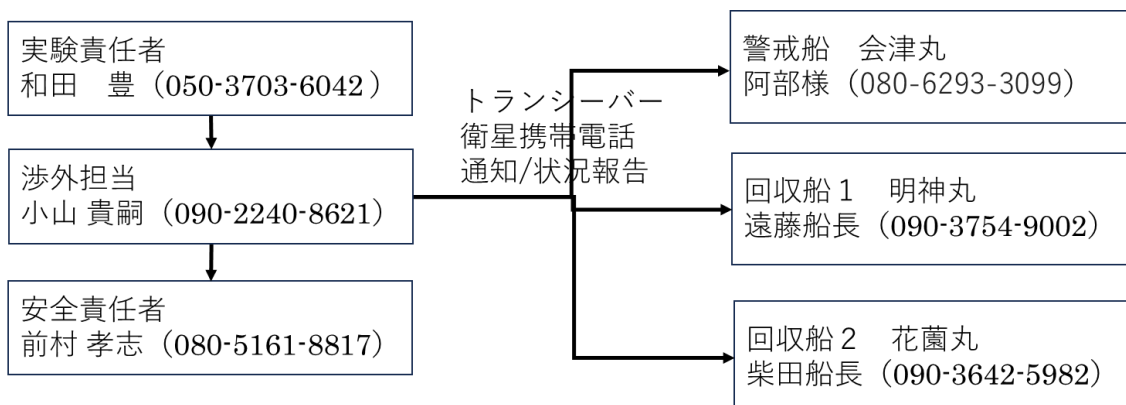 実験責任者
和田　豊（050-3703-6042）
渉外担当
小山 貴嗣（090-2240-8621）
安全責任者
前村 孝志（080-5161-8817）
トランシーバー
衛星携帯電話
通知/状況報告
警戒船　会津丸
阿部様（080-6293-3099）
回収船１　明神丸
遠藤船長（090-3754-9002）
回収船２　花薗丸
柴田船長（090-3642-5982）